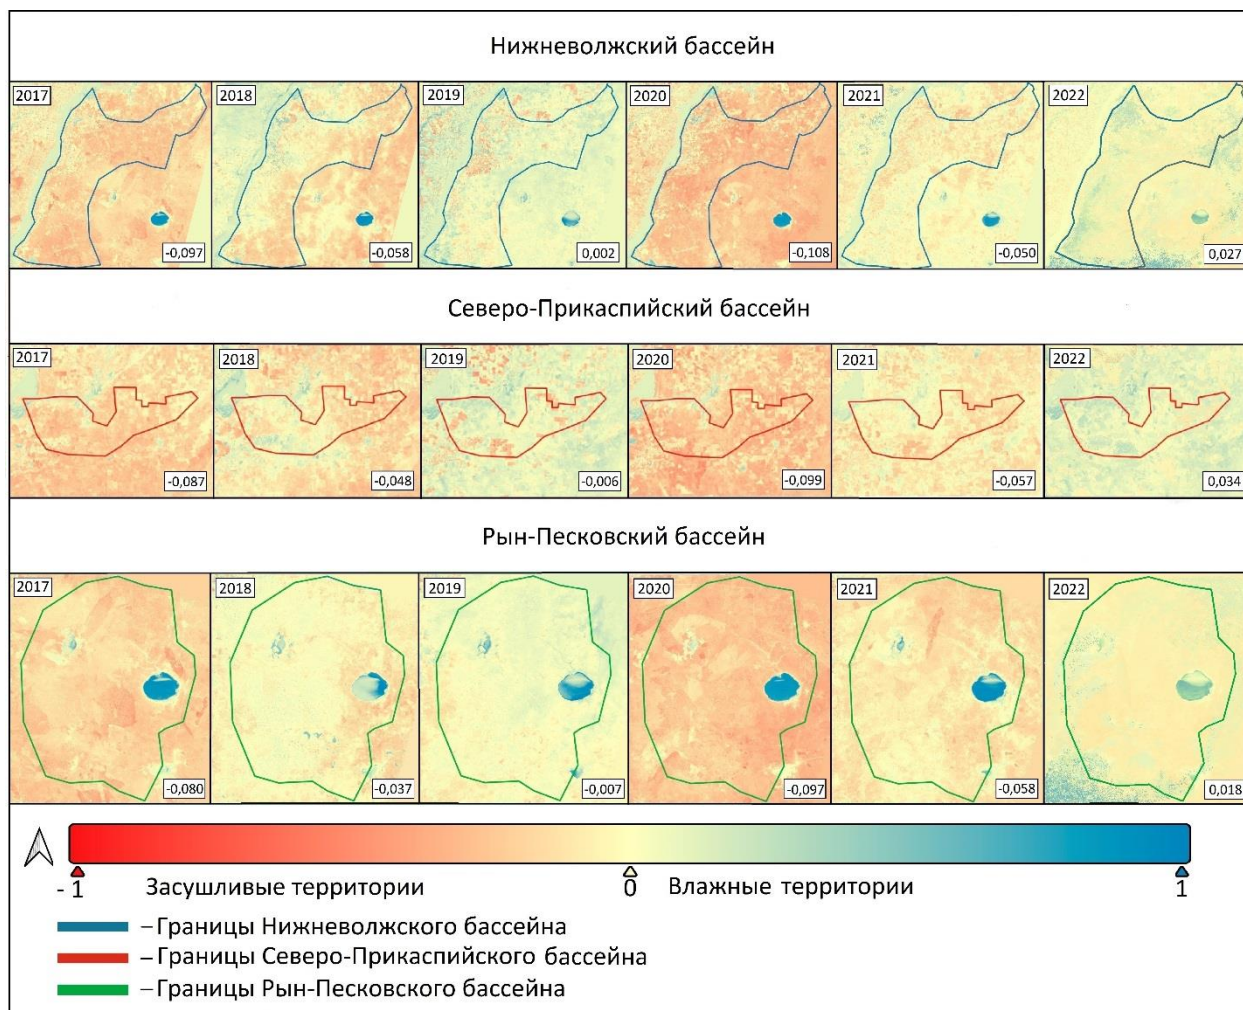 Нижневолжский бассейн
2017 2018 2019 2020 2021 2022
-0,097 -0,058 0,002 -0,108 -0,050 0,027
Северо-Прикаспийский бассейн
2017 2018 2019 2020 2021 2022
-0,087 -0,048 -0,006 -0,099 -0,057 0,034
Рын-Песковский бассейн
2017 2018 2019 2020 2021 2022
-0,080 -0,037 -0,007 -0,097 -0,058 0,018
- 1 Засушливые территории 0 Влажные территории 1
– Границы Нижневолжского бассейна
– Границы Северо-Прикаспийского бассейна
– Границы Рын-Песковского бассейна